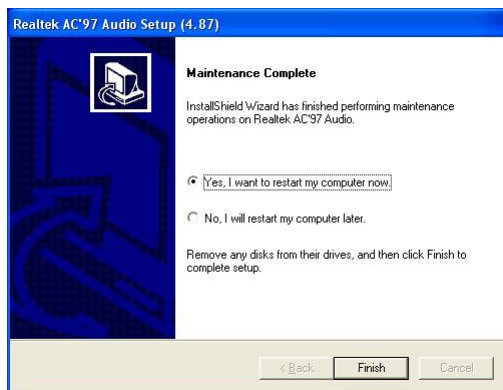 Realtek AC'97 Audio Setup (4.87)
Maintenance Complete
InstallShield Wizard has finished performing maintenance
operations on Realtek AC'97 Audio.
Yes, I want to restart my computer now.
No, I will restart my computer later.
Remove any disks from their drives, and then click Finish to
complete setup.
< Back Finish Cancel